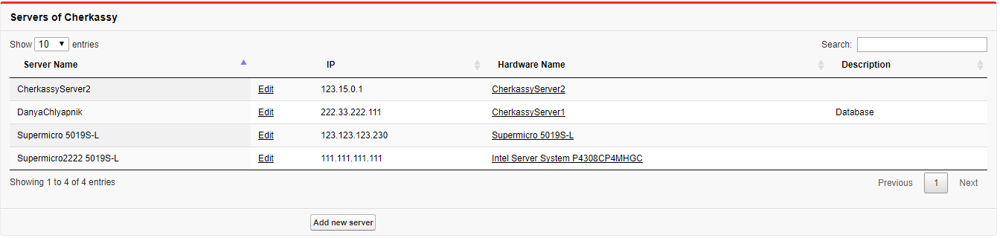 Servers of Cherkassy
Show 10 entries Search:
Server Name IP Hardware Name Description
CherkassyServer2 Edit 123.15.0.1 CherkassyServer2
DanyaChlyapnik Edit 222.33.222.111 CherkassyServer1 Database
Supermicro 5019S-L Edit 123.123.123.230 Supermicro 5019S-L
Supermicro2222 5019S-L Edit 111.111.111.111 Intel Server System P4308CP4MHGC
Showing 1 to 4 of 4 entries Previous 1 Next
Add new server